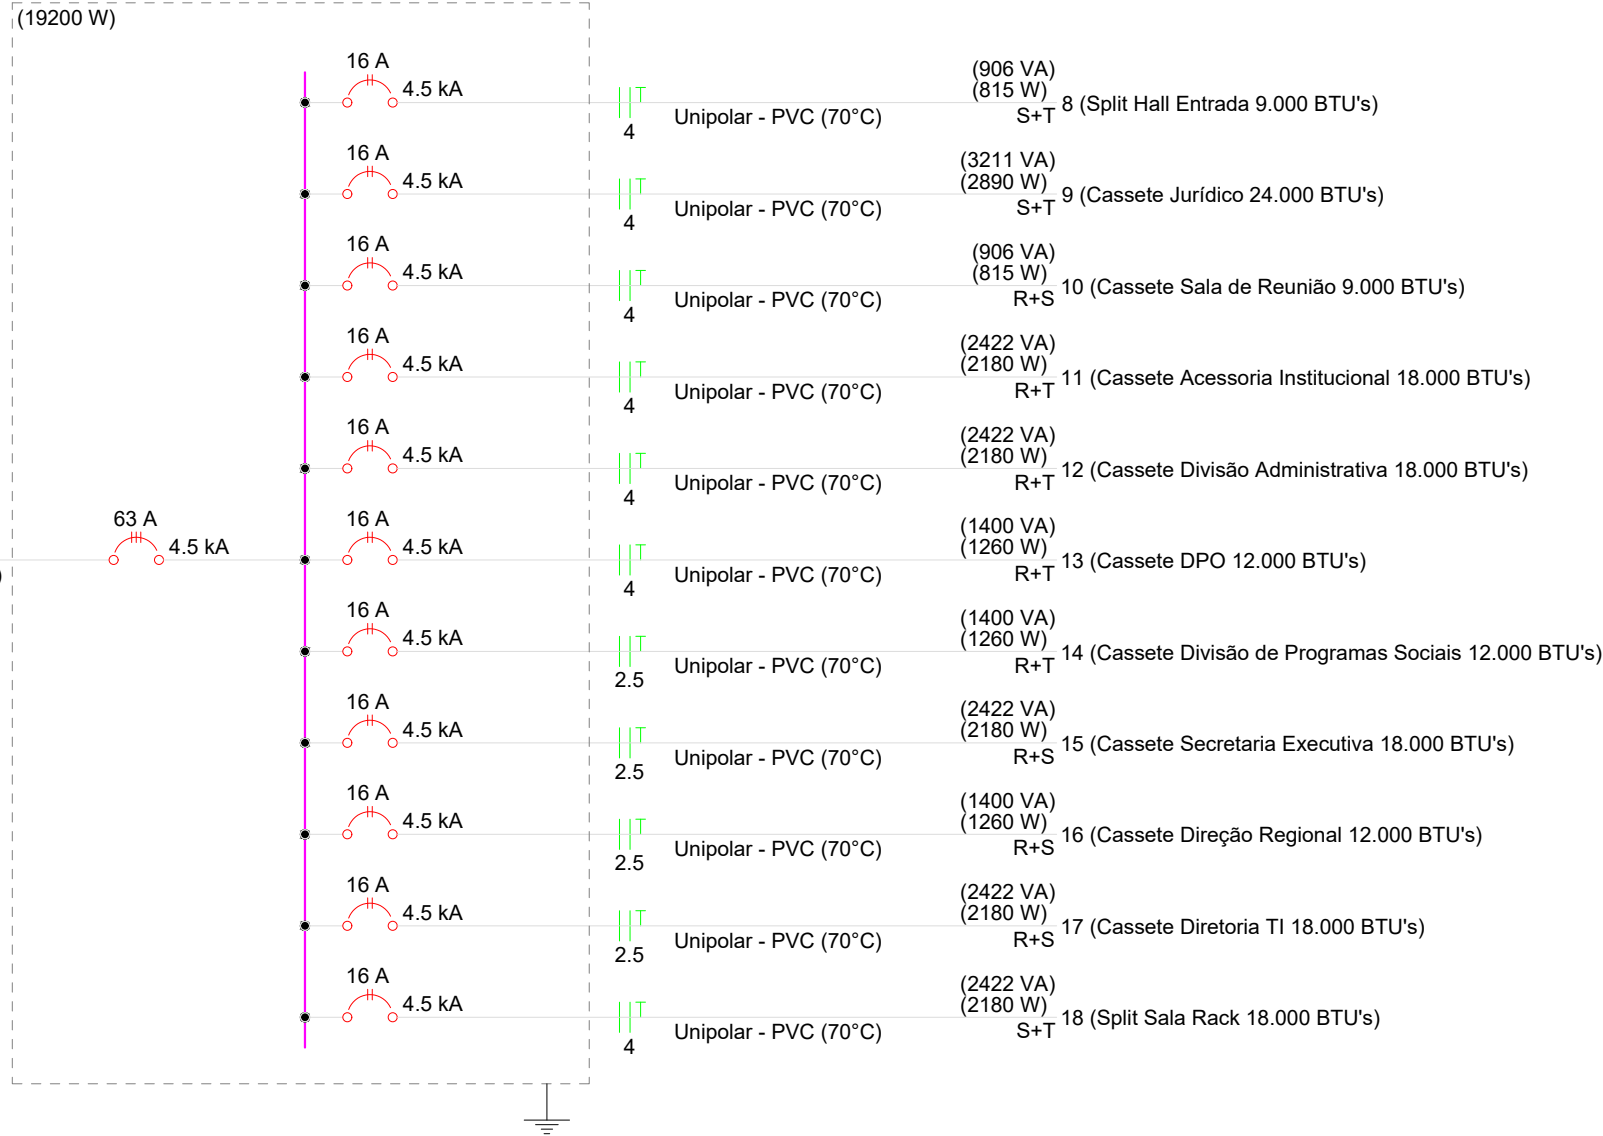 (19200 W)
16 A
4.5 kA
4
Unipolar - PVC (70°C)
(906 VA)
(815 W)
S+T
8 (Split Hall Entrada 9.000 BTU's)
16 A
4.5 kA
4
Unipolar - PVC (70°C)
(3211 VA)
(2890 W)
S+T
9 (Cassete Jurídico 24.000 BTU's)
16 A
4.5 kA
4
Unipolar - PVC (70°C)
(906 VA)
(815 W)
R+S
10 (Cassete Sala de Reunião 9.000 BTU's)
16 A
4.5 kA
4
Unipolar - PVC (70°C)
(2422 VA)
(2180 W)
R+T
11 (Cassete Acessoria Institucional 18.000 BTU's)
16 A
4.5 kA
4
Unipolar - PVC (70°C)
(2422 VA)
(2180 W)
R+T
12 (Cassete Divisão Administrativa 18.000 BTU's)
63 A
4.5 kA
)
16 A
4.5 kA
4
Unipolar - PVC (70°C)
(1400 VA)
(1260 W)
R+T
13 (Cassete DPO 12.000 BTU's)
16 A
4.5 kA
2.5
Unipolar - PVC (70°C)
(1400 VA)
(1260 W)
R+T
14 (Cassete Divisão de Programas Sociais 12.000 BTU's)
16 A
4.5 kA
2.5
Unipolar - PVC (70°C)
(2422 VA)
(2180 W)
R+S
15 (Cassete Secretaria Executiva 18.000 BTU's)
16 A
4.5 kA
2.5
Unipolar - PVC (70°C)
(1400 VA)
(1260 W)
R+S
16 (Cassete Direção Regional 12.000 BTU's)
16 A
4.5 kA
2.5
Unipolar - PVC (70°C)
(2422 VA)
(2180 W)
R+S
17 (Cassete Diretoria TI 18.000 BTU's)
16 A
4.5 kA
4
Unipolar - PVC (70°C)
(2422 VA)
(2180 W)
S+T
18 (Split Sala Rack 18.000 BTU's)